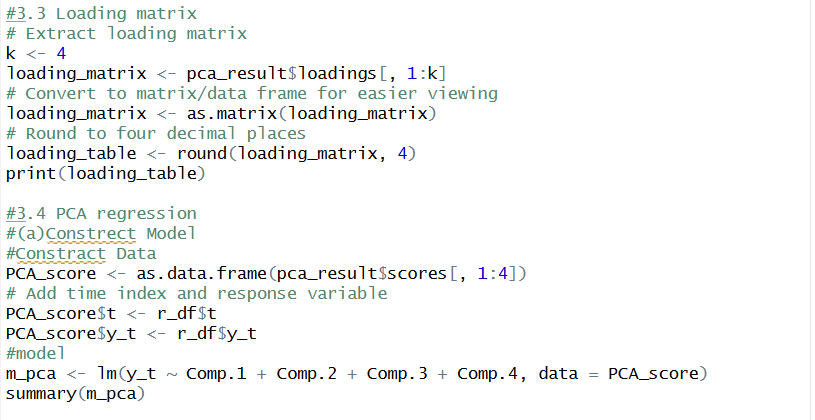 #3.3 Loading matrix
# Extract loading matrix
k <- 4
loading_matrix <- pca_result$loadings[, 1:k]
# Convert to matrix/data frame for easier viewing
loading_matrix <- as.matrix(loading_matrix)
# Round to four decimal places
loading_table <- round(loading_matrix, 4)
print(loading_table)

#3.4 PCA regression
#(a)Constrect Model
#Constract Data
PCA_score <- as.data.frame(pca_result$scores[, 1:4])
# Add time index and response variable
PCA_score$t <- r_df$t
PCA_score$y_t <- r_df$y_t
#model
m_pca <- lm(y_t ~ Comp.1 + Comp.2 + Comp.3 + Comp.4, data = PCA_score)
summary(m_pca)